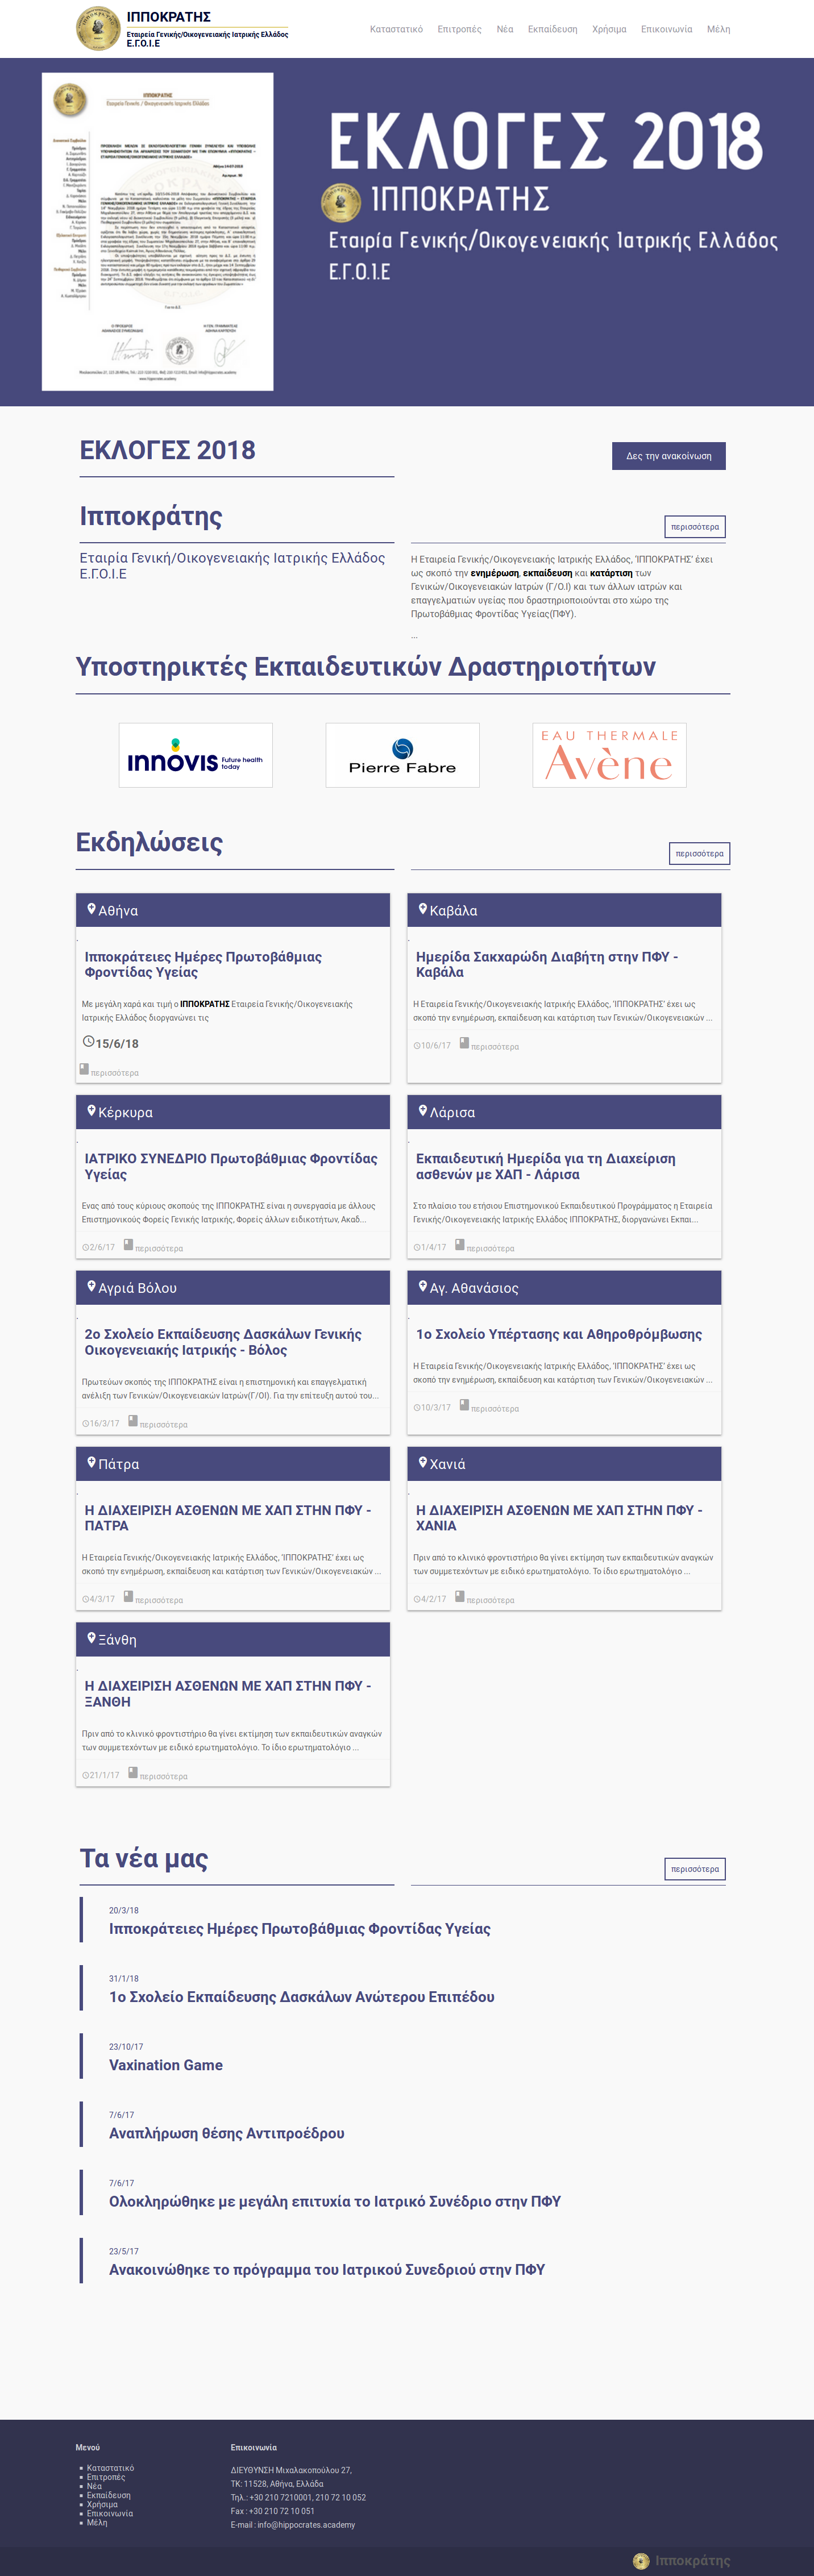 ΙΠΠΟΚΡΑΤΗΣ
Εταιρεία Γενικής/Οικογενειακής Ιατρικής Ελλάδος
Ε.Γ.Ο.Ι.Ε
Καταστατικό Επιτροπές Νέα Εκπαίδευση Χρήσιμα Επικοινωνία Μέλη
ΕΚΛΟΓΕΣ 2018
ΙΠΠΟΚΡΑΤΗΣ
Εταιρία Γενικής/Οικογενειακής Ιατρικής Ελλάδος
Ε.Γ.Ο.Ι.Ε
ΕΚΛΟΓΕΣ 2018
Δες την ανακοίνωση
Ιπποκράτης
περισσότερα
Εταιρία Γενική/Οικογενειακής Ιατρικής Ελλάδος
Ε.Γ.Ο.Ι.Ε
Η Εταιρεία Γενικής/Οικογενειακής Ιατρικής Ελλάδος, 'ΙΠΠΟΚΡΑΤΗΣ' έχει
ως σκοπό την ενημέρωση, εκπαίδευση και κατάρτιση των
Γενικών/Οικογενειακών Ιατρών (Γ/Ο.Ι) και των άλλων ιατρών και
επαγγελματιών υγείας που δραστηριοποιούνται στο χώρο της
Πρωτοβάθμιας Φροντίδας Υγείας(ΠΦΥ).
...
Υποστηρικτές Εκπαιδευτικών Δραστηριοτήτων
innovis Future health
today
Pierre Fabre
EAU THERMALE
Avène
Εκδηλώσεις
περισσότερα
Αθήνα
.
Ιπποκράτειες Ημέρες Πρωτοβάθμιας
Φροντίδας Υγείας
Με μεγάλη χαρά και τιμή ο ΙΠΠΟΚΡΑΤΗΣ Εταιρεία Γενικής/Οικογενειακής
Ιατρικής Ελλάδος διοργανώνει τις
15/6/18
περισσότερα
Καβάλα
.
Ημερίδα Σακχαρώδη Διαβήτη στην ΠΦΥ -
Καβάλα
Η Εταιρεία Γενικής/Οικογενειακής Ιατρικής Ελλάδος, 'ΙΠΠΟΚΡΑΤΗΣ' έχει ως
σκοπό την ενημέρωση, εκπαίδευση και κατάρτιση των Γενικών/Οικογενειακών ...
10/6/17 περισσότερα
Κέρκυρα
.
ΙΑΤΡΙΚΟ ΣΥΝΕΔΡΙΟ Πρωτοβάθμιας Φροντίδας
Υγείας
Ένας από τους κύριους σκοπούς της ΙΠΠΟΚΡΑΤΗΣ είναι η συνεργασία με άλλους
Επιστημονικούς Φορείς Γενικής Ιατρικής, Φορείς άλλων ειδικοτήτων, Ακαδ...
2/6/17 περισσότερα
Λάρισα
.
Εκπαιδευτική Ημερίδα για τη Διαχείριση
ασθενών με ΧΑΠ - Λάρισα
Στο πλαίσιο του ετήσιου Επιστημονικού Εκπαιδευτικού Προγράμματος η Εταιρεία
Γενικής/Οικογενειακής Ιατρικής Ελλάδος ΙΠΠΟΚΡΑΤΗΣ, διοργανώνει Εκπαι...
1/4/17 περισσότερα
Αγριά Βόλου
.
2ο Σχολείο Εκπαίδευσης Δασκάλων Γενικής
Οικογενειακής Ιατρικής - Βόλος
Πρωτεύων σκοπός της ΙΠΠΟΚΡΑΤΗΣ είναι η επιστημονική και επαγγελματική
ανέλιξη των Γενικών/Οικογενειακών Ιατρών(Γ/ΟΙ). Για την επίτευξη αυτού του...
16/3/17 περισσότερα
Αγ. Αθανάσιος
.
1ο Σχολείο Υπέρτασης και Αθηροθρόμβωσης
Η Εταιρεία Γενικής/Οικογενειακής Ιατρικής Ελλάδος, 'ΙΠΠΟΚΡΑΤΗΣ' έχει ως
σκοπό την ενημέρωση, εκπαίδευση και κατάρτιση των Γενικών/Οικογενειακών ...
10/3/17 περισσότερα
Πάτρα
.
Η ΔΙΑΧΕΙΡΙΣΗ ΑΣΘΕΝΩΝ ΜΕ ΧΑΠ ΣΤΗΝ ΠΦΥ -
ΠΑΤΡΑ
Η Εταιρεία Γενικής/Οικογενειακής Ιατρικής Ελλάδος, 'ΙΠΠΟΚΡΑΤΗΣ' έχει ως
σκοπό την ενημέρωση, εκπαίδευση και κατάρτιση των Γενικών/Οικογενειακών ...
4/3/17 περισσότερα
Χανιά
.
Η ΔΙΑΧΕΙΡΙΣΗ ΑΣΘΕΝΩΝ ΜΕ ΧΑΠ ΣΤΗΝ ΠΦΥ -
ΧΑΝΙΑ
Πριν από το κλινικό φροντιστήριο θα γίνει εκτίμηση των εκπαιδευτικών αναγκών
των συμμετεχόντων με ειδικό ερωτηματολόγιο. Το ίδιο ερωτηματολόγιο ...
4/2/17 περισσότερα
Ξάνθη
.
Η ΔΙΑΧΕΙΡΙΣΗ ΑΣΘΕΝΩΝ ΜΕ ΧΑΠ ΣΤΗΝ ΠΦΥ -
ΞΑΝΘΗ
Πριν από το κλινικό φροντιστήριο θα γίνει εκτίμηση των εκπαιδευτικών αναγκών
των συμμετεχόντων με ειδικό ερωτηματολόγιο. Το ίδιο ερωτηματολόγιο ...
21/1/17 περισσότερα
Τα νέα μας
περισσότερα
20/3/18
Ιπποκράτειες Ημέρες Πρωτοβάθμιας Φροντίδας Υγείας
31/1/18
1ο Σχολείο Εκπαίδευσης Δασκάλων Ανώτερου Επιπέδου
23/10/17
Vaxination Game
7/6/17
Αναπλήρωση θέσης Αντιπροέδρου
7/6/17
Ολοκληρώθηκε με μεγάλη επιτυχία το Ιατρικό Συνέδριο στην ΠΦΥ
23/5/17
Ανακοινώθηκε το πρόγραμμα του Ιατρικού Συνεδριού στην ΠΦΥ
Μενού
Καταστατικό
Επιτροπές
Νέα
Εκπαίδευση
Χρήσιμα
Επικοινωνία
Μέλη
Επικοινωνία
ΔΙΕΥΘΥΝΣΗ Μιχαλακοπούλου 27,
ΤΚ: 11528, Αθήνα, Ελλάδα
Τηλ.: +30 210 7210001, 210 72 10 052
Fax : +30 210 72 10 051
E-mail : info@hippocrates.academy
Ιπποκράτης